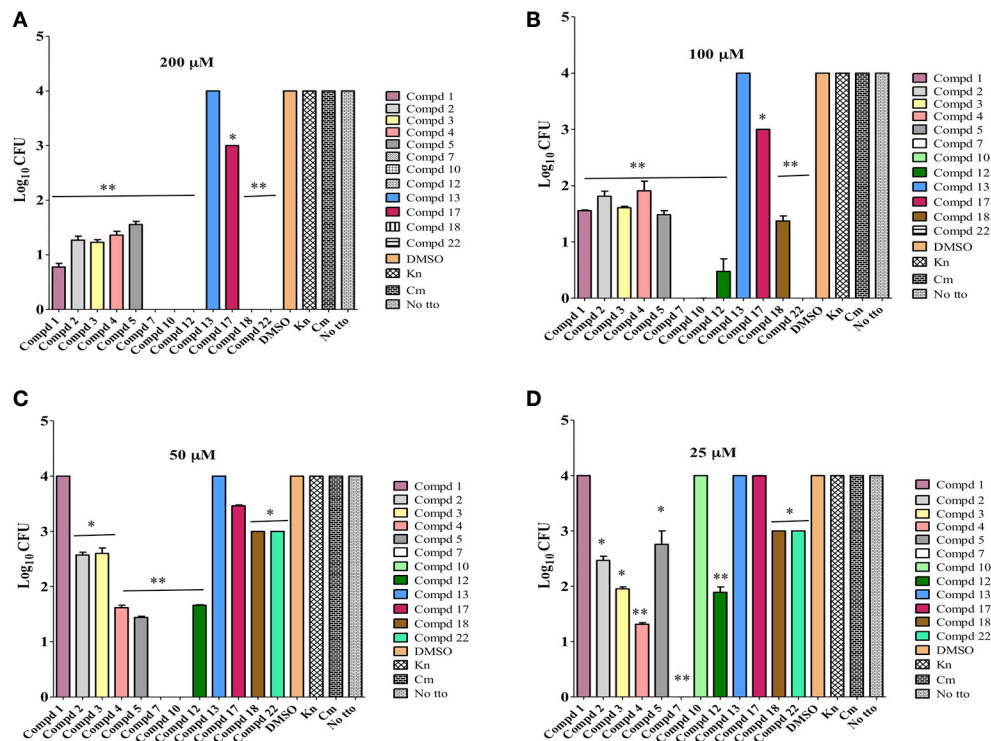 A
200 µM
Log10 CFU
5
4
3
2
1
0
Compd 1
Compd 2
Compd 3
Compd 4
Compd 5
Compd 7
Compd 10
Compd 12
Compd 13
Compd 17
Compd 18
Compd 22
DMSO
Kn
Cm
No tto
**
*
**
Compd 1
Compd 2
Compd 3
Compd 4
Compd 5
Compd 7
Compd 10
Compd 12
Compd 13
Compd 17
Compd 18
Compd 22
DMSO
Kn
Cm
No tto
B
100 µM
Log10 CFU
5
4
3
2
1
0
Compd 1
Compd 2
Compd 3
Compd 4
Compd 5
Compd 7
Compd 10
Compd 12
Compd 13
Compd 17
Compd 18
Compd 22
DMSO
Kn
Cm
No tto
**
*
**
Compd 1
Compd 2
Compd 3
Compd 4
Compd 5
Compd 7
Compd 10
Compd 12
Compd 13
Compd 17
Compd 18
Compd 22
DMSO
Kn
Cm
No tto
C
50 µM
Log10 CFU
5
4
3
2
1
0
Compd 1
Compd 2
Compd 3
Compd 4
Compd 5
Compd 7
Compd 10
Compd 12
Compd 13
Compd 17
Compd 18
Compd 22
DMSO
Kn
Cm
No tto
*
**
*
Compd 1
Compd 2
Compd 3
Compd 4
Compd 5
Compd 7
Compd 10
Compd 12
Compd 13
Compd 17
Compd 18
Compd 22
DMSO
Kn
Cm
No tto
D
25 µM
Log10 CFU
5
4
3
2
1
0
Compd 1
Compd 2
Compd 3
Compd 4
Compd 5
Compd 7
Compd 10
Compd 12
Compd 13
Compd 17
Compd 18
Compd 22
DMSO
Kn
Cm
No tto
*
*
**
*
**
**
*
Compd 1
Compd 2
Compd 3
Compd 4
Compd 5
Compd 7
Compd 10
Compd 12
Compd 13
Compd 17
Compd 18
Compd 22
DMSO
Kn
Cm
No tto